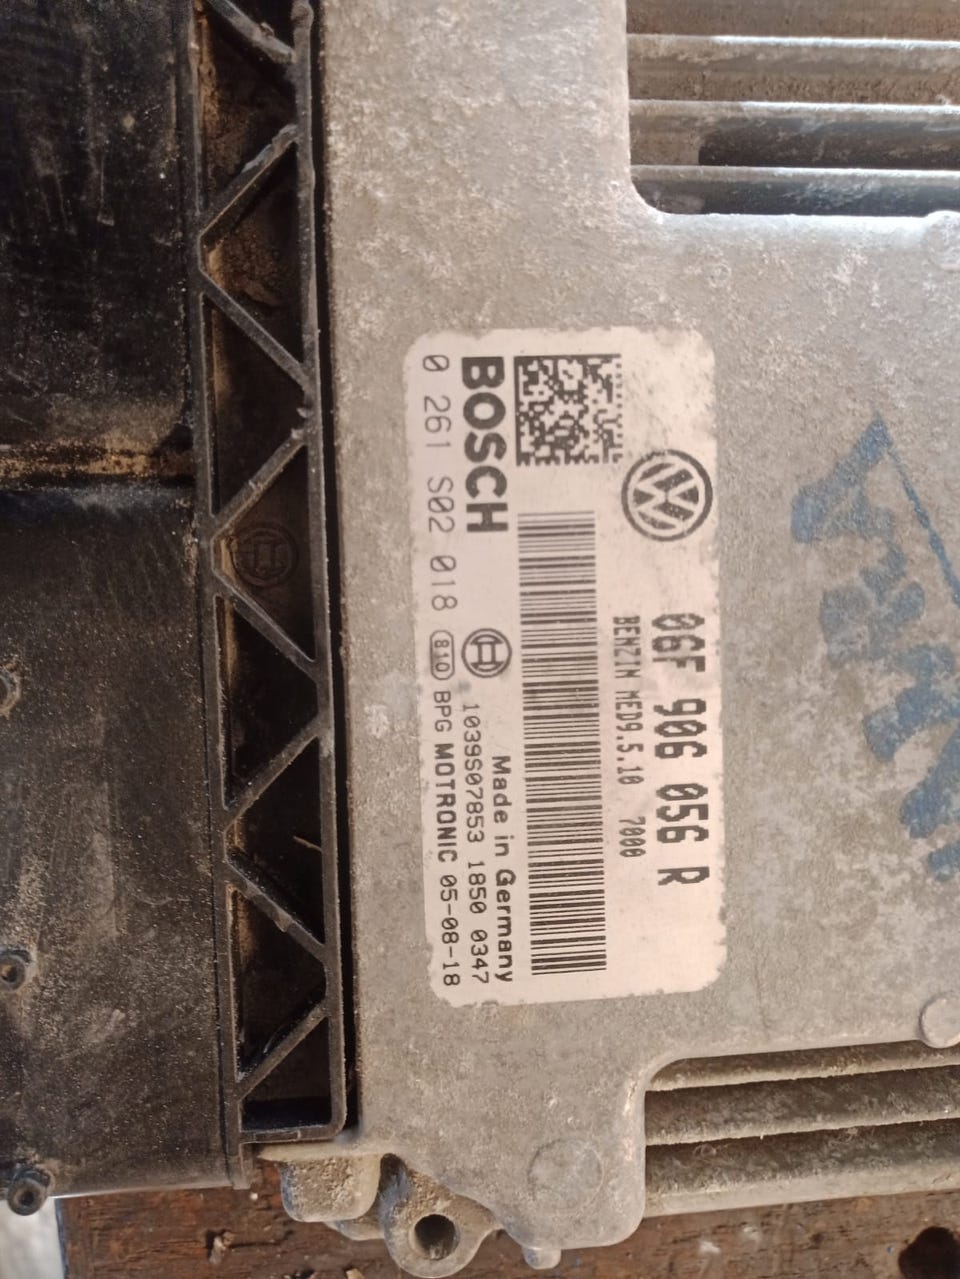 06F 906 056 R
BENZIN MED9.5.10 7000
BOSCH
Made in Germany
1039S07853 1850 0347
0 261 S02 018 810 BPG MOTRONIC 05-08-18